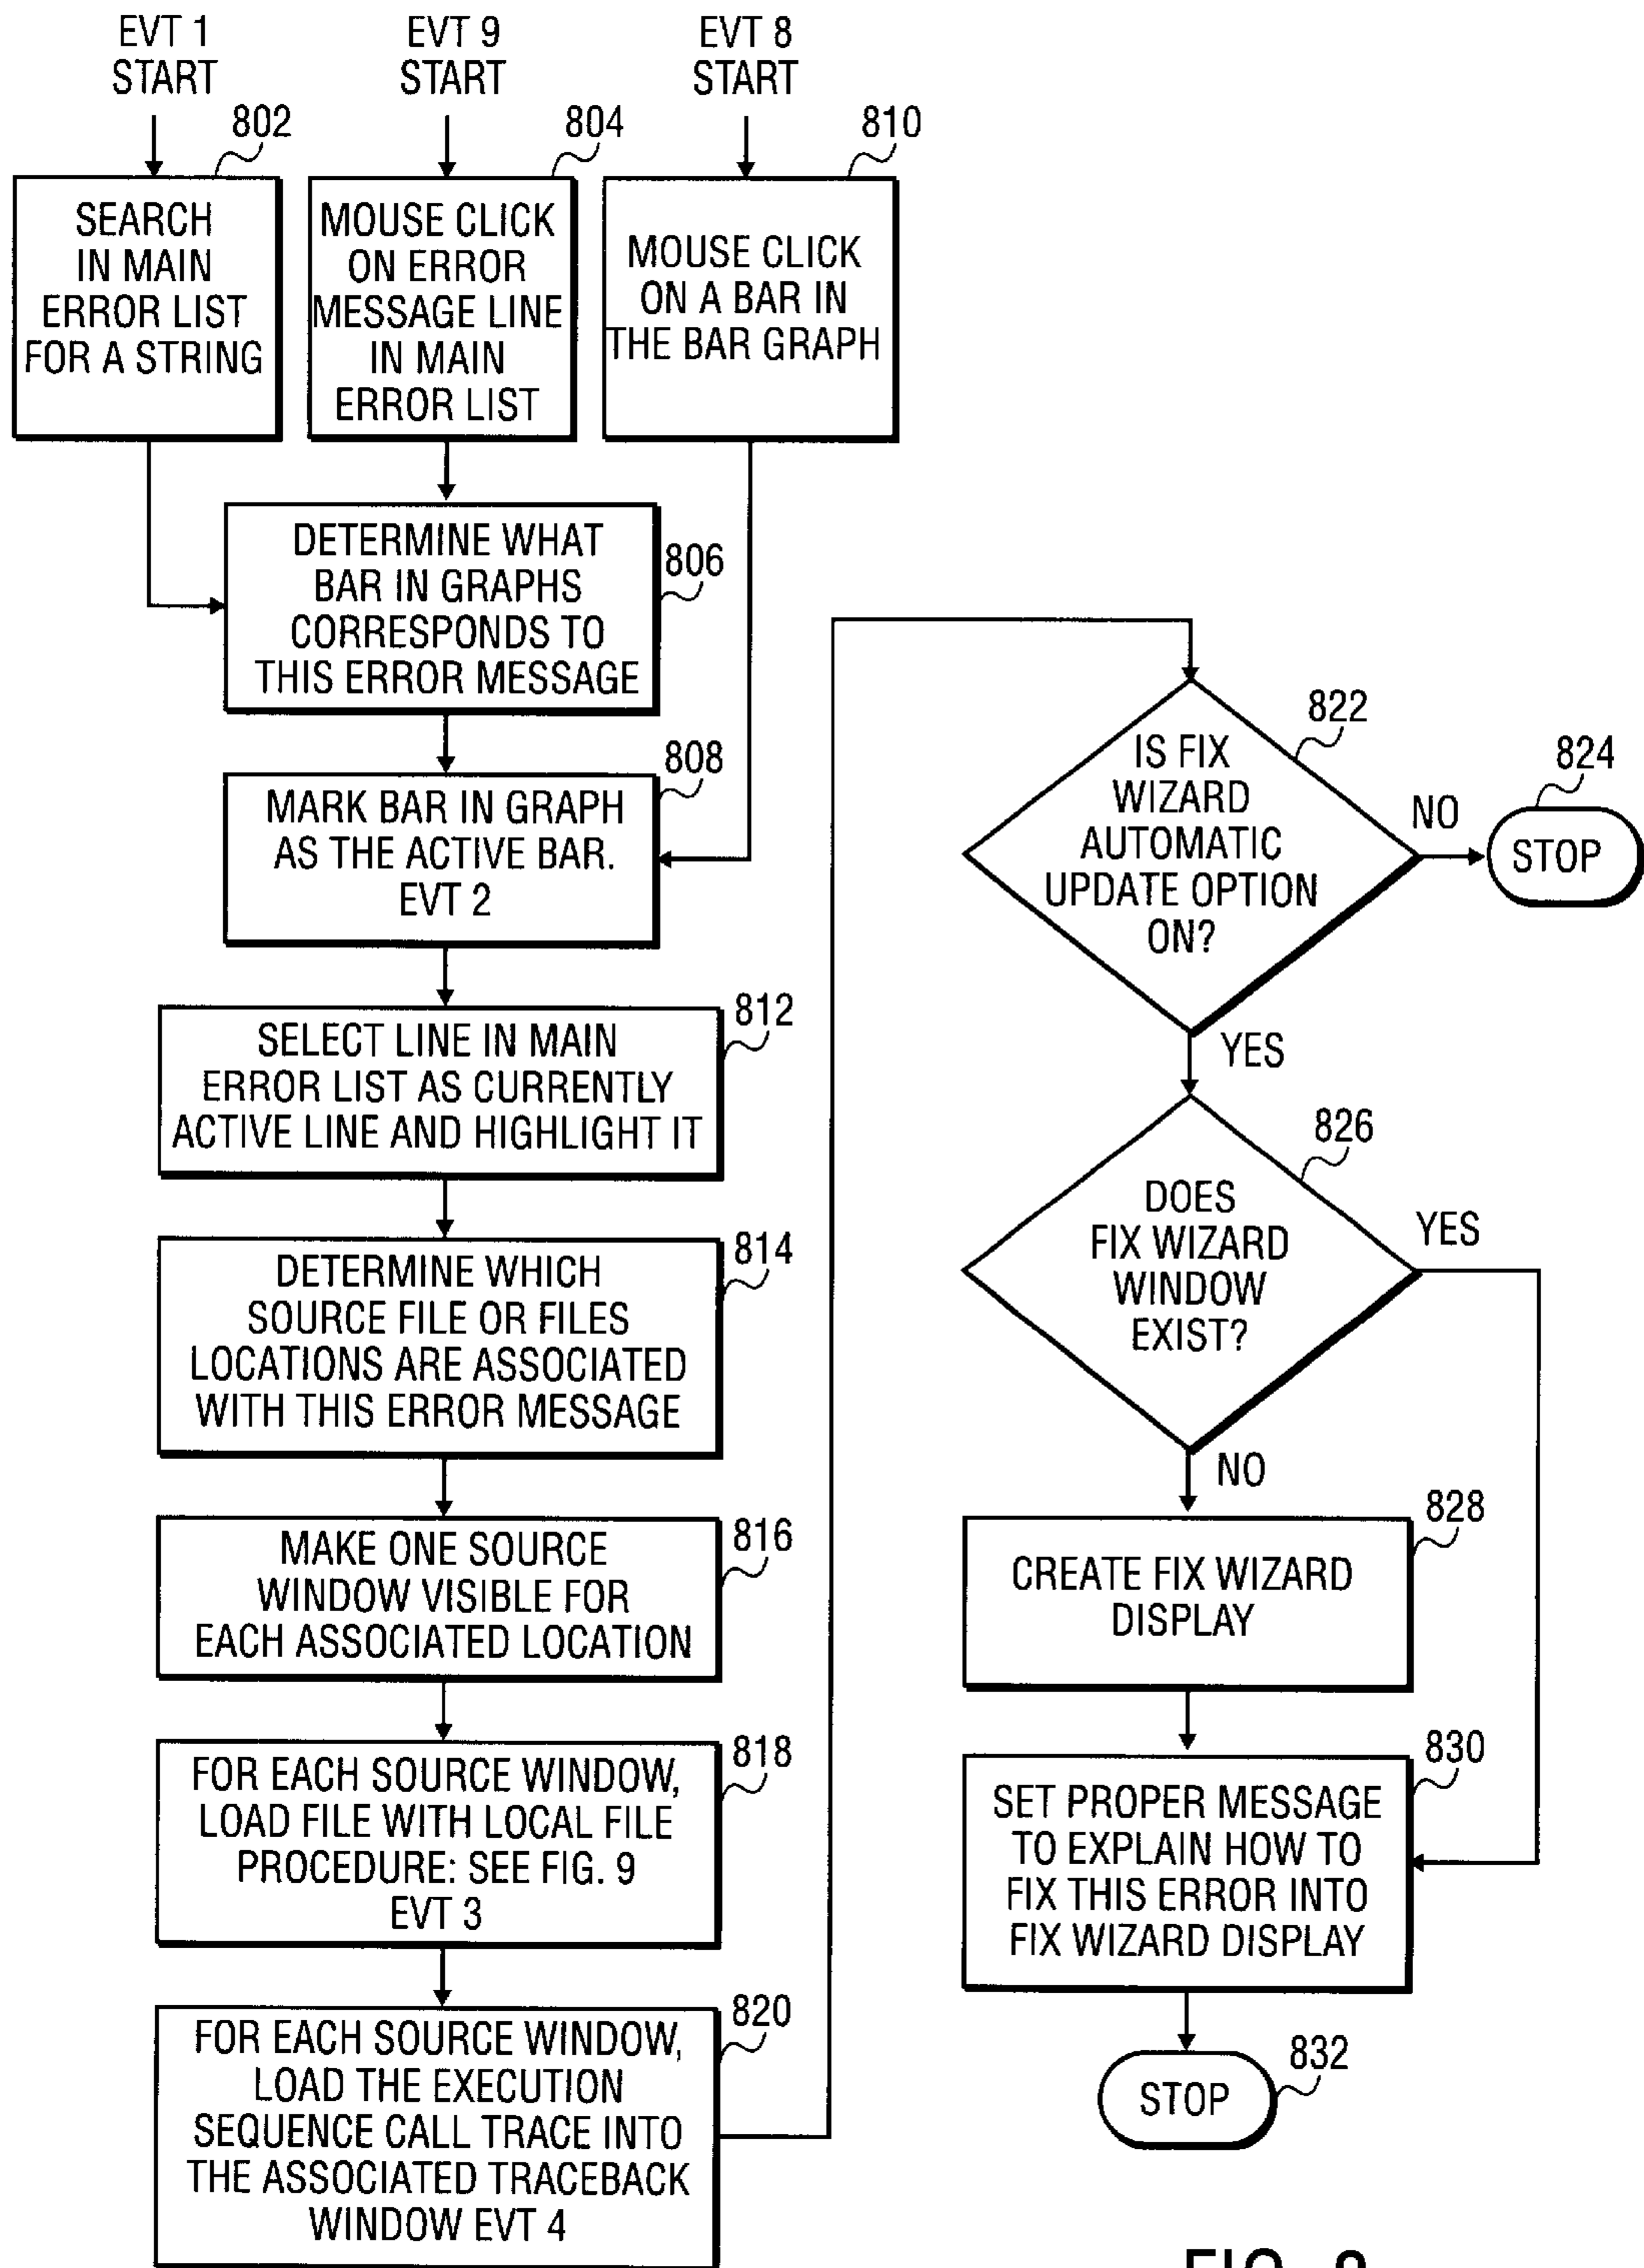 EVT 1
START
EVT 9
START
EVT 8
START
802
804
810
SEARCH
IN MAIN
ERROR LIST
FOR A STRING
MOUSE CLICK
ON ERROR
MESSAGE LINE
IN MAIN
ERROR LIST
MOUSE CLICK
ON A BAR IN
THE BAR GRAPH
DETERMINE WHAT
BAR IN GRAPHS
CORRESPONDS TO
THIS ERROR MESSAGE
806
MARK BAR IN GRAPH
AS THE ACTIVE BAR.
EVT 2
808
SELECT LINE IN MAIN
ERROR LIST AS CURRENTLY
ACTIVE LINE AND HIGHLIGHT IT
812
DETERMINE WHICH
SOURCE FILE OR FILES
LOCATIONS ARE ASSOCIATED
WITH THIS ERROR MESSAGE
814
MAKE ONE SOURCE
WINDOW VISIBLE FOR
EACH ASSOCIATED LOCATION
816
FOR EACH SOURCE WINDOW,
LOAD FILE WITH LOCAL FILE
PROCEDURE: SEE FIG. 9
EVT 3
818
FOR EACH SOURCE WINDOW,
LOAD THE EXECUTION
SEQUENCE CALL TRACE INTO
THE ASSOCIATED TRACEBACK
WINDOW EVT 4
820
IS FIX
WIZARD
AUTOMATIC
UPDATE OPTION
ON?
822
NO
824
STOP
YES
DOES
FIX WIZARD
WINDOW
EXIST?
826
YES
NO
CREATE FIX WIZARD
DISPLAY
828
SET PROPER MESSAGE
TO EXPLAIN HOW TO
FIX THIS ERROR INTO
FIX WIZARD DISPLAY
830
STOP
832